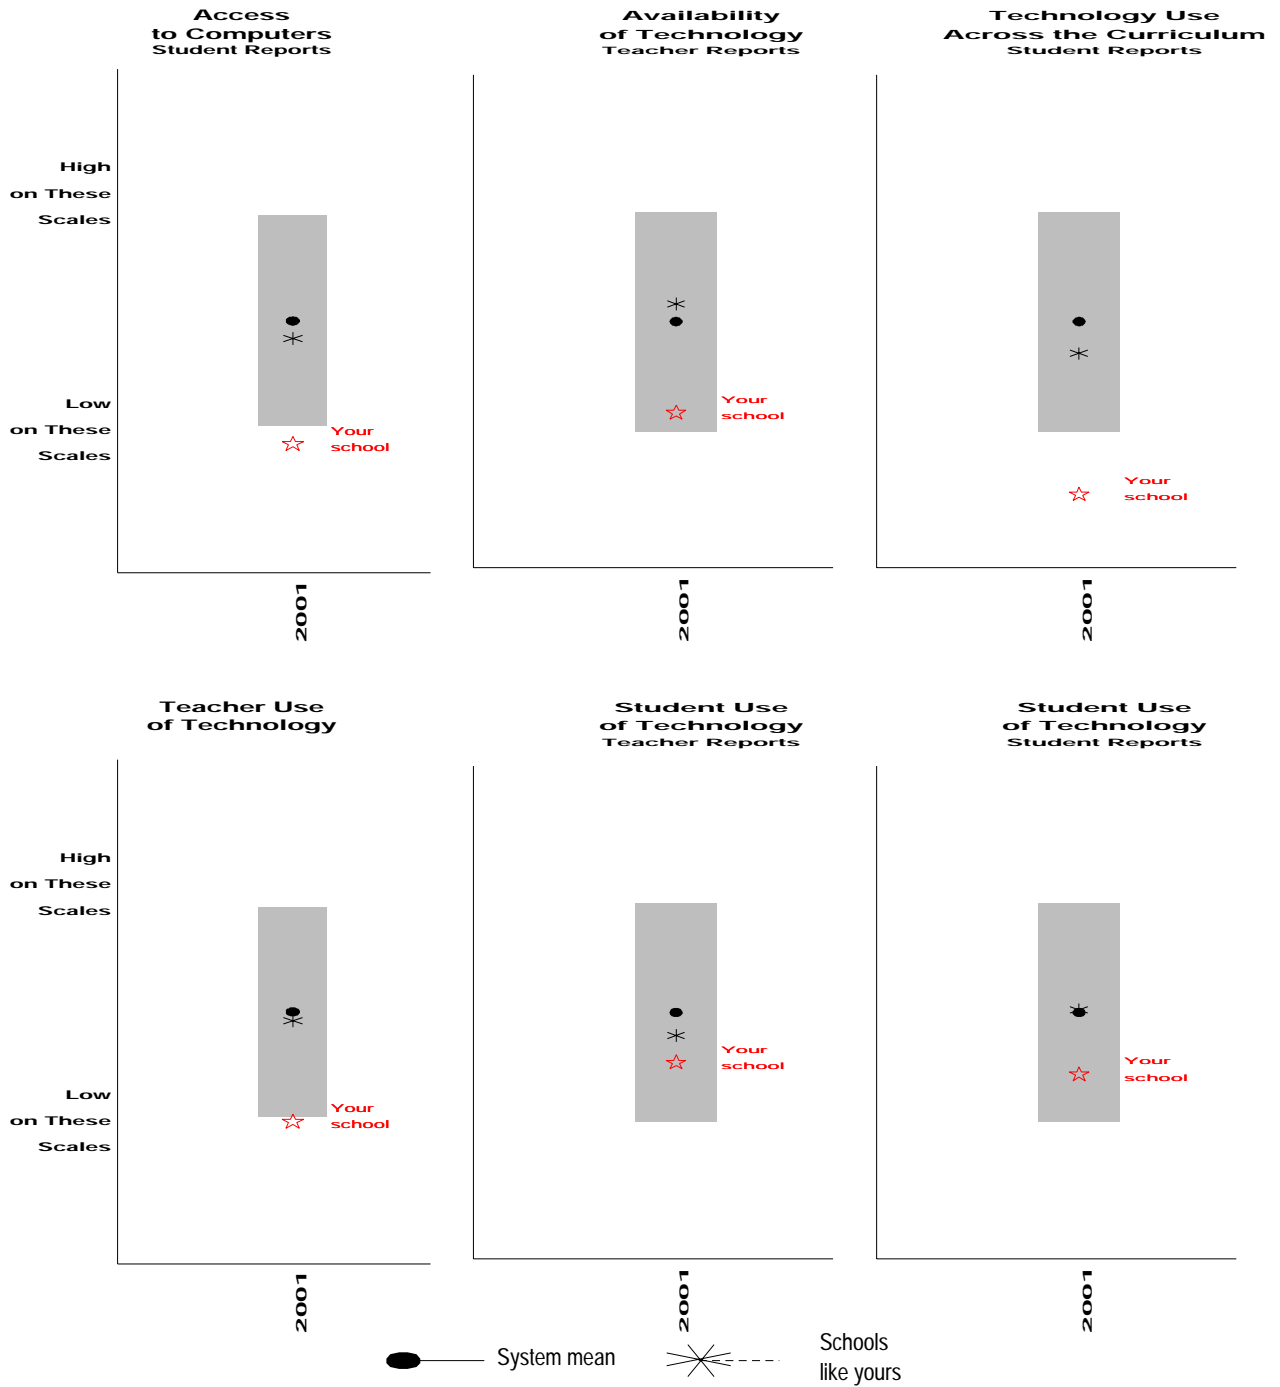 Access
to Computers
Student Reports
Availability
of Technology
Teacher Reports
Technology Use
Across the Curriculum
Student Reports
High
on These
Scales
Low
on These
Scales
Your
school
Your
school
Your
school
2001
2001
2001
Teacher Use
of Technology
Student Use
of Technology
Teacher Reports
Student Use
of Technology
Student Reports
High
on These
Scales
Low
on These
Scales
Your
school
Your
school
Your
school
2001
2001
2001
System mean
Schools
like yours